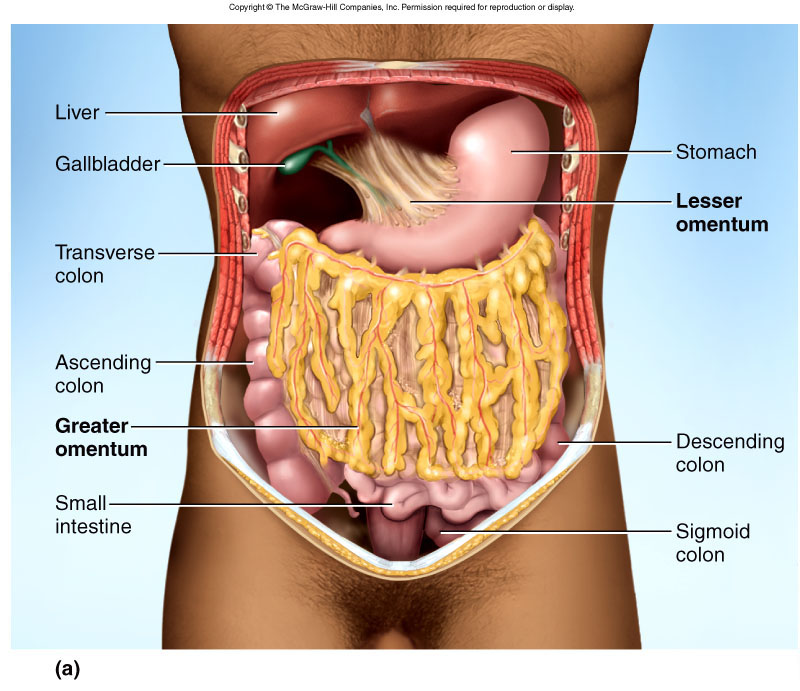 Copyright © The McGraw-Hill Companies, Inc. Permission required for reproduction or display.
Liver
Gallbladder
Transverse
colon
Ascending
colon
Greater
omentum
Small
intestine
Stomach
Lesser
omentum
Descending
colon
Sigmoid
colon
(a)